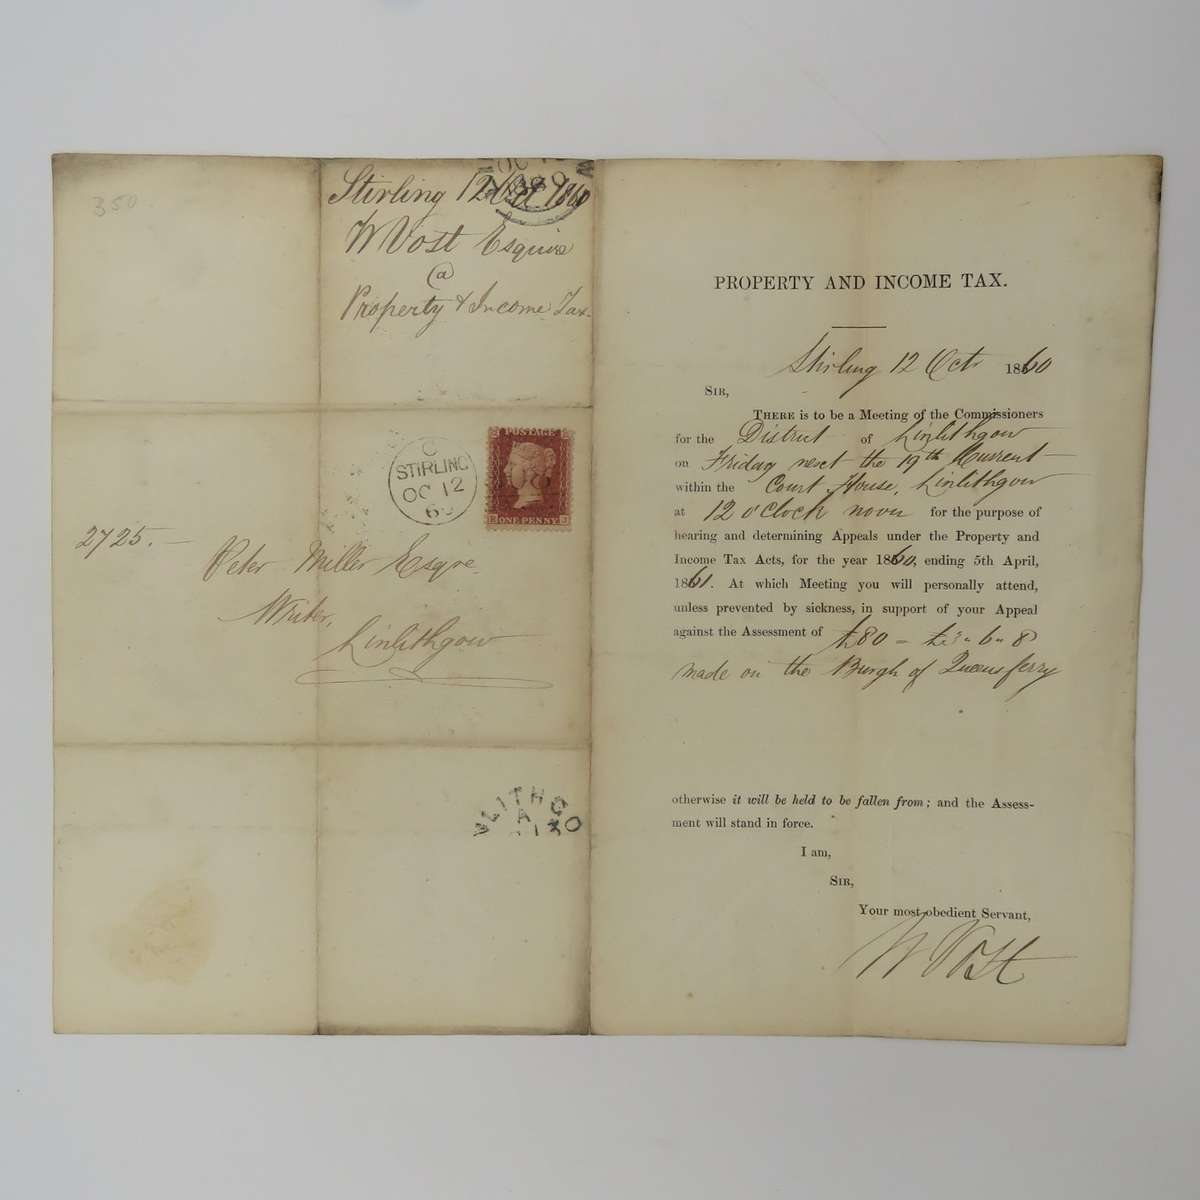 350.
Stirling 12 Oct 1860
W Vost Esquire
@
Property & Income Tax.
1860
C
STIRLING
OC 12
60
POSTAGE
ONE PENNY
2725.—
Peter Miller Esqre
Writer,
Linlithgow
NLITHGO
A
13
PROPERTY AND INCOME TAX.
Stirling 12 Octr 1860
SIR,
THERE is to be a Meeting of the Commissioners
for the District of Linlithgow
on Friday next the 19th Current
within the Court House, Linlithgow
at 12 o'Clock noon for the purpose of
hearing and determining Appeals under the Property and
Income Tax Acts, for the year 1860, ending 5th April,
1861. At which Meeting you will personally attend,
unless prevented by sickness, in support of your Appeal
against the Assessment of £80 – £3 " 6 " 8
made on the Burgh of Queensferry
otherwise it will be held to be fallen from; and the Assess-
ment will stand in force.
I am,
SIR,
Your most obedient Servant,
W Vost